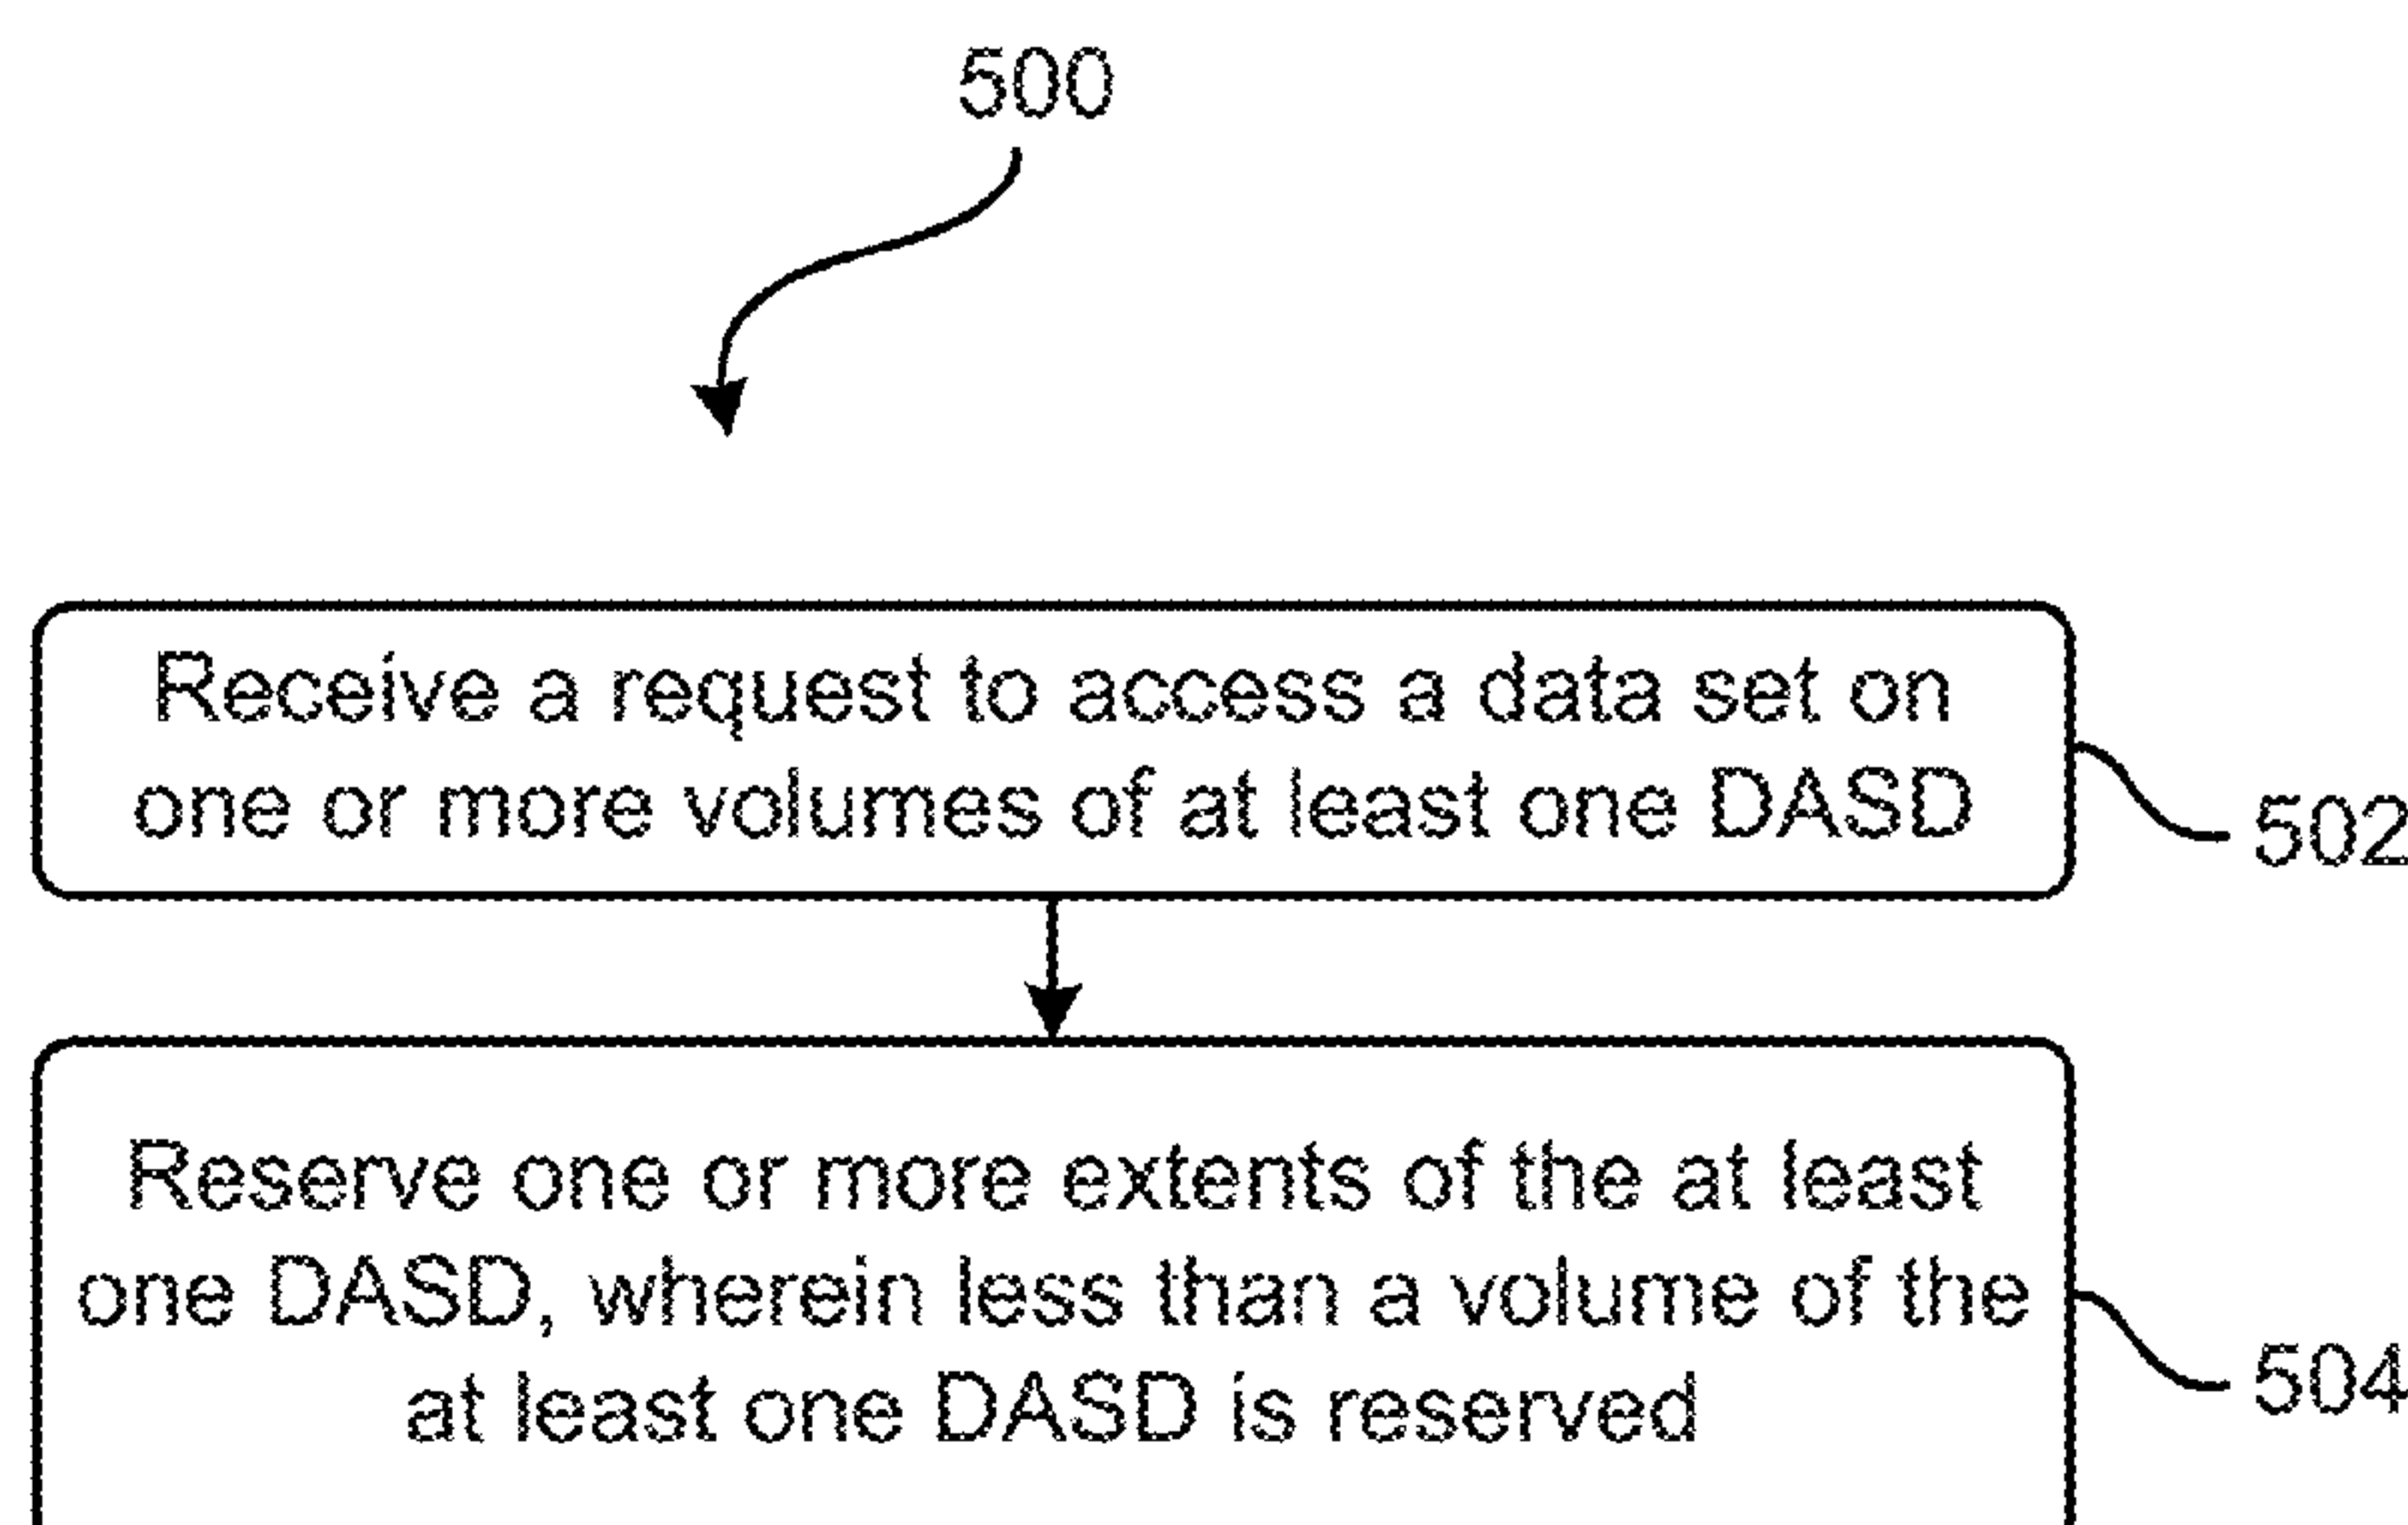 500
Receive a request to access a data set on
one or more volumes of at least one DASD
502
Reserve one or more extents of the at least
one DASD, wherein less than a volume of the
at least one DASD is reserved
504